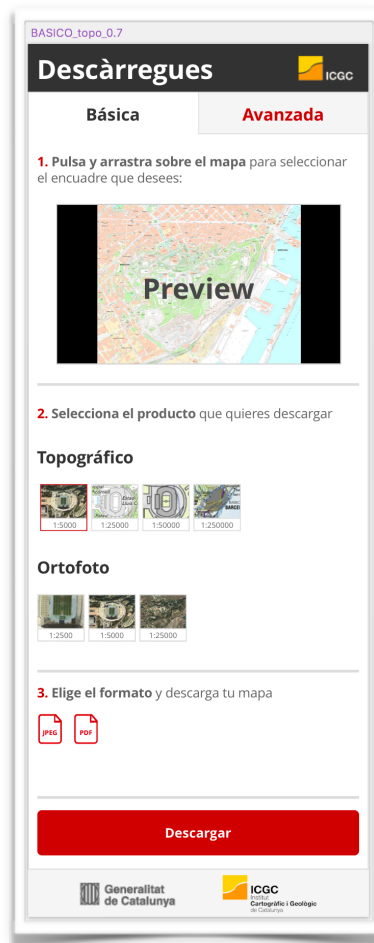 BASICO_topo_0.7
Descàrregues
ICGC
Básica
Avanzada
1. Pulsa y arrastra sobre el mapa para seleccionar
el encuadre que desees:
Preview
2. Selecciona el producto que quieres descargar
Topográfico
BARCE
1:5000
1:25000
1:50000
1:250000
Ortofoto
1:2500
1:5000
1:25000
3. Elige el formato y descarga tu mapa
JPEG
PDF
Descargar
Generalitat
de Catalunya
ICGC
Institut
Cartogràfic i Geològic
de Catalunya